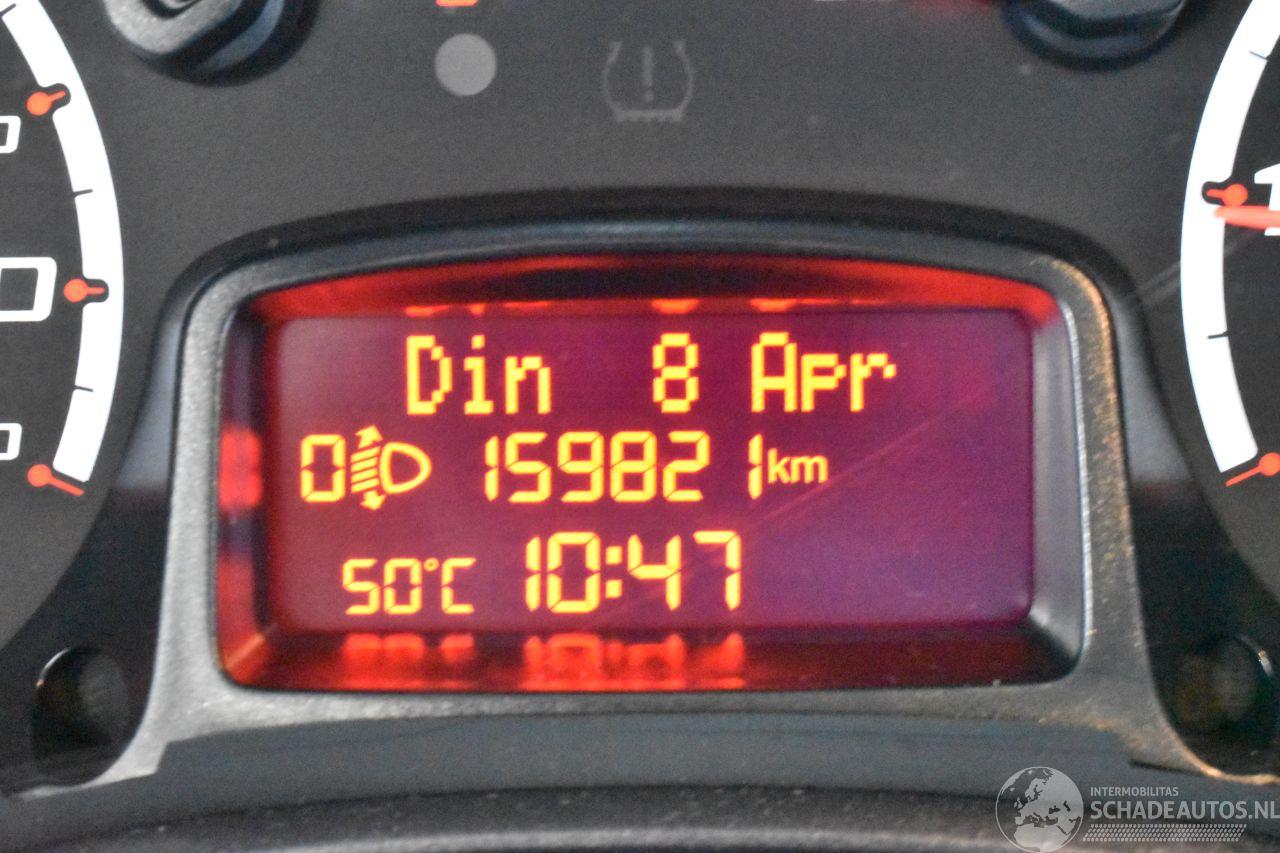 Din 8 Apr
0 159821 km
50°C 10:47
INTERMOBILITAS
SCHADEAUTOS.NL